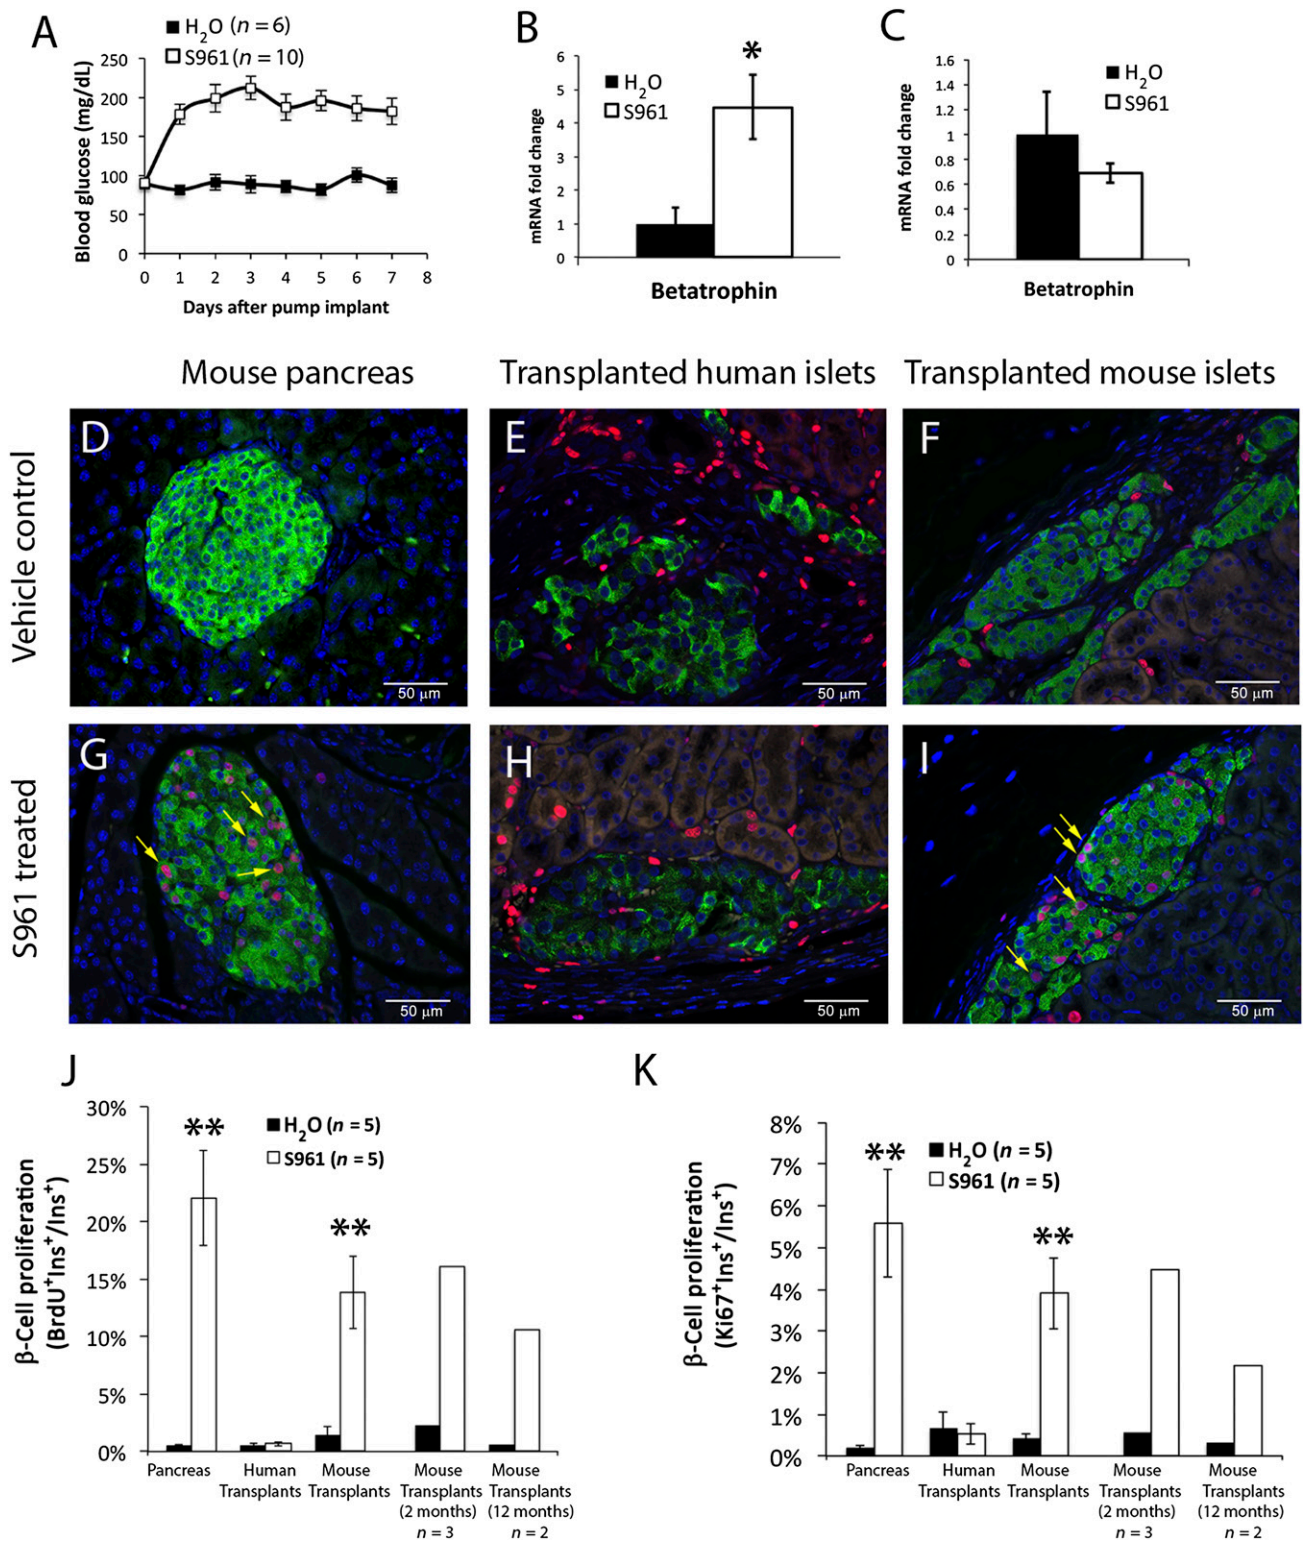 A
H2O (n = 6)
S961 (n = 10)
Blood glucose (mg/dL)
250
200
150
100
50
0
0 1 2 3 4 5 6 7 8
Days after pump implant
B
*
H2O
S961
mRNA fold change
6
5
4
3
2
1
0
Betatrophin
C
H2O
S961
mRNA fold change
1.6
1.4
1.2
1
0.8
0.6
0.4
0.2
0
Betatrophin
Mouse pancreas
Transplanted human islets
Transplanted mouse islets
Vehicle control
D
50 μm
E
50 μm
F
50 μm
S961 treated
G
50 μm
H
50 μm
I
50 μm
J
β-Cell proliferation
(BrdU+Ins+/Ins+)
30%
25%
20%
15%
10%
5%
0%
**
**
H2O (n = 5)
S961 (n = 5)
Pancreas
Human
Transplants
Mouse
Transplants
Mouse
Transplants
(2 months)
n = 3
Mouse
Transplants
(12 months)
n = 2
K
β-Cell proliferation
(Ki67+Ins+/Ins+)
8%
7%
6%
5%
4%
3%
2%
1%
0%
**
**
H2O (n = 5)
S961 (n = 5)
Pancreas
Human
Transplants
Mouse
Transplants
Mouse
Transplants
(2 months)
n = 3
Mouse
Transplants
(12 months)
n = 2